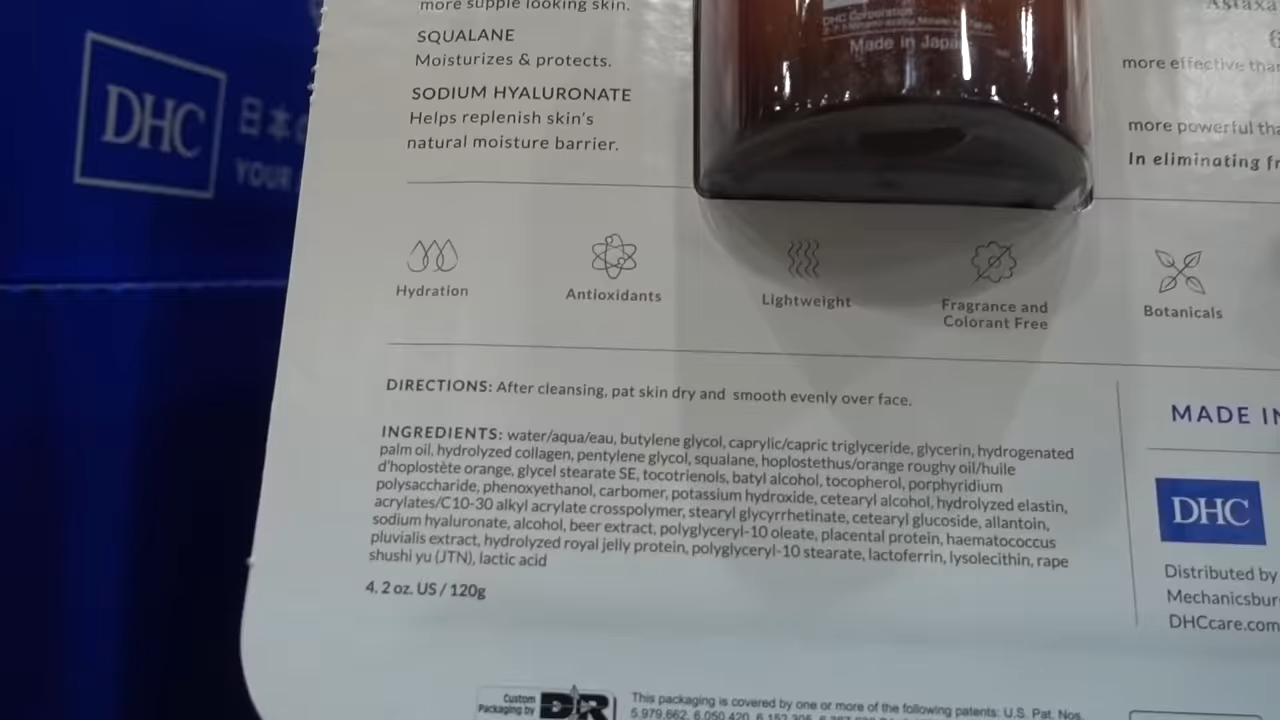 more supple looking skin.
SQUALANE
Moisturizes & protects.
SODIUM HYALURONATE
Helps replenish skin's
natural moisture barrier.
DHC
日本
YOUR
DHC Corporation
Made in Japan
more effective than
more powerful tha
In eliminating fr
Hydration
Antioxidants
Lightweight
Fragrance and
Colorant Free
Botanicals
DIRECTIONS: After cleansing, pat skin dry and smooth evenly over face.
INGREDIENTS: water/aqua/eau, butylene glycol, caprylic/capric triglyceride, glycerin, hydrogenated
palm oil, hydrolyzed collagen, pentylene glycol, squalane, hoplostethus/orange roughy oil/huile
d'hoplostète orange, glycel stearate SE, tocotrienols, batyl alcohol, tocopherol, porphyridium
polysaccharide, phenoxyethanol, carbomer, potassium hydroxide, cetearyl alcohol, hydrolyzed elastin,
acrylates/C10-30 alkyl acrylate crosspolymer, stearyl glycyrrhetinate, cetearyl glucoside, allantoin,
sodium hyaluronate, alcohol, beer extract, polyglyceryl-10 oleate, placental protein, haematococcus
pluvialis extract, hydrolyzed royal jelly protein, polyglyceryl-10 stearate, lactoferrin, lysolecithin, rape
shushi yu (JTN), lactic acid
4. 2 oz. US / 120g
MADE IN
DHC
Distributed by
Mechanicsbur
DHCcare.com
Custom
Packaging by
This packaging is covered by one or more of the following patents: U.S. Pat. Nos.
5,979,662, 6,050,420,